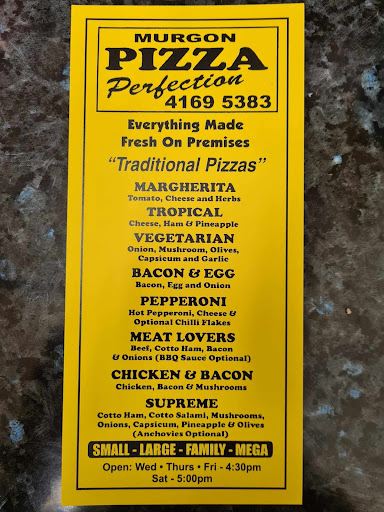 MURGON
PIZZA
Perfection
4169 5383
Everything Made
Fresh On Premises
“Traditional Pizzas”
MARGHERITA
Tomato, Cheese and Herbs
TROPICAL
Cheese, Ham & Pineapple
VEGETARIAN
Onion, Mushroom, Olives,
Capsicum and Garlic
BACON & EGG
Bacon, Egg and Onion
PEPPERONI
Hot Pepperoni, Cheese &
Optional Chilli Flakes
MEAT LOVERS
Beef, Cotto Ham, Bacon
& Onions (BBQ Sauce Optional)
CHICKEN & BACON
Chicken, Bacon & Mushrooms
SUPREME
Cotto Ham, Cotto Salami, Mushrooms,
Onions, Capsicum, Pineapple & Olives
(Anchovies Optional)
SMALL - LARGE - FAMILY - MEGA
Open: Wed • Thurs • Fri - 4:30pm
Sat - 5:00pm